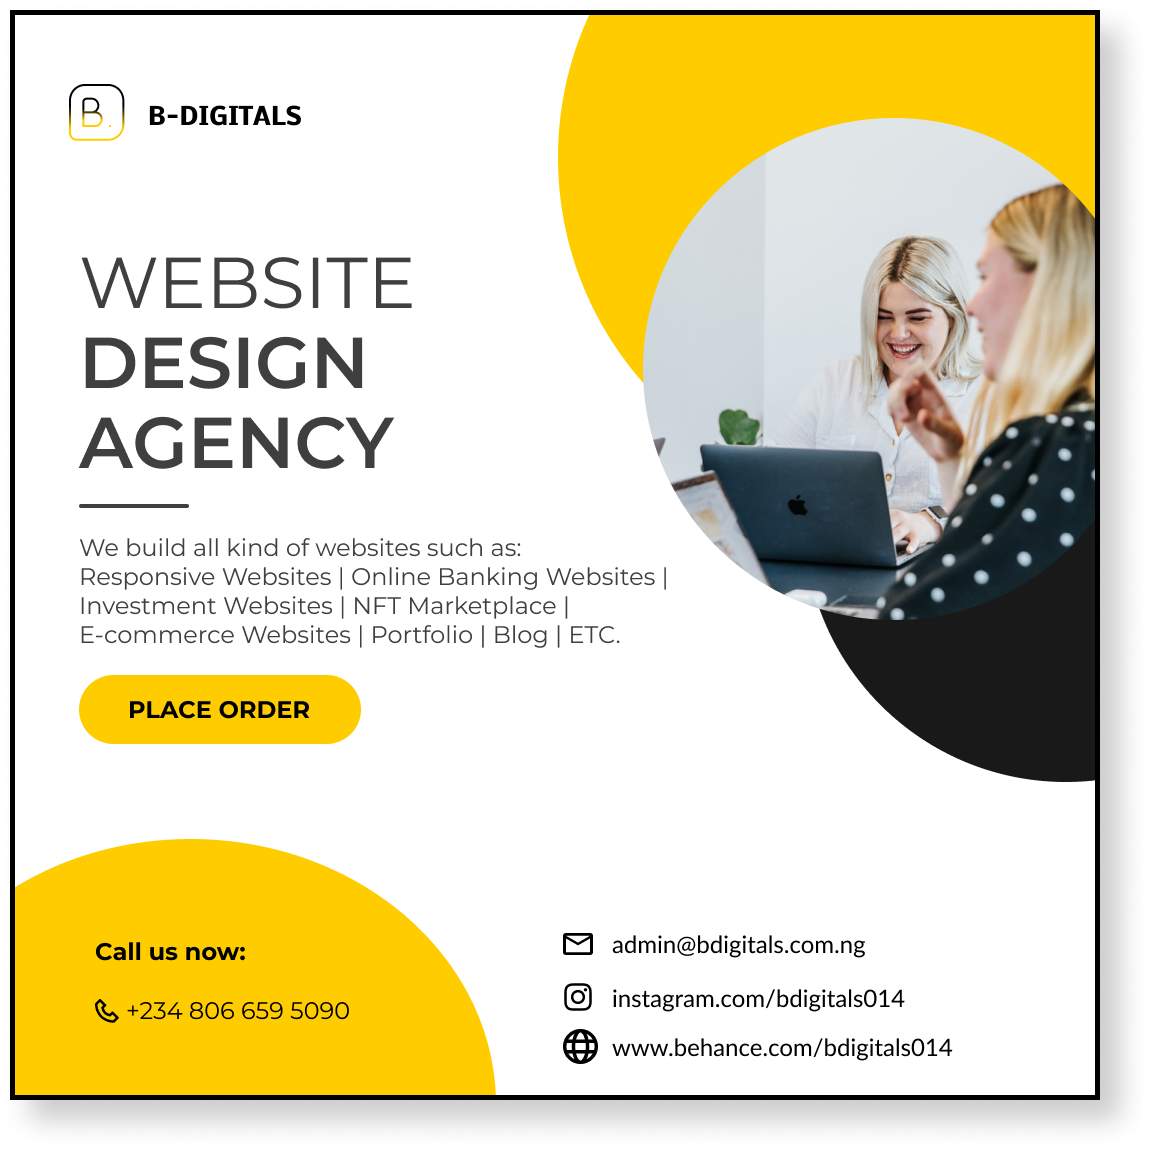 B.
B-DIGITALS
WEBSITE
DESIGN
AGENCY
We build all kind of websites such as:
Responsive Websites | Online Banking Websites |
Investment Websites | NFT Marketplace |
E-commerce Websites | Portfolio | Blog | ETC.
PLACE ORDER
Call us now:
+234 806 659 5090
admin@bdigitals.com.ng
instagram.com/bdigitals014
www.behance.com/bdigitals014